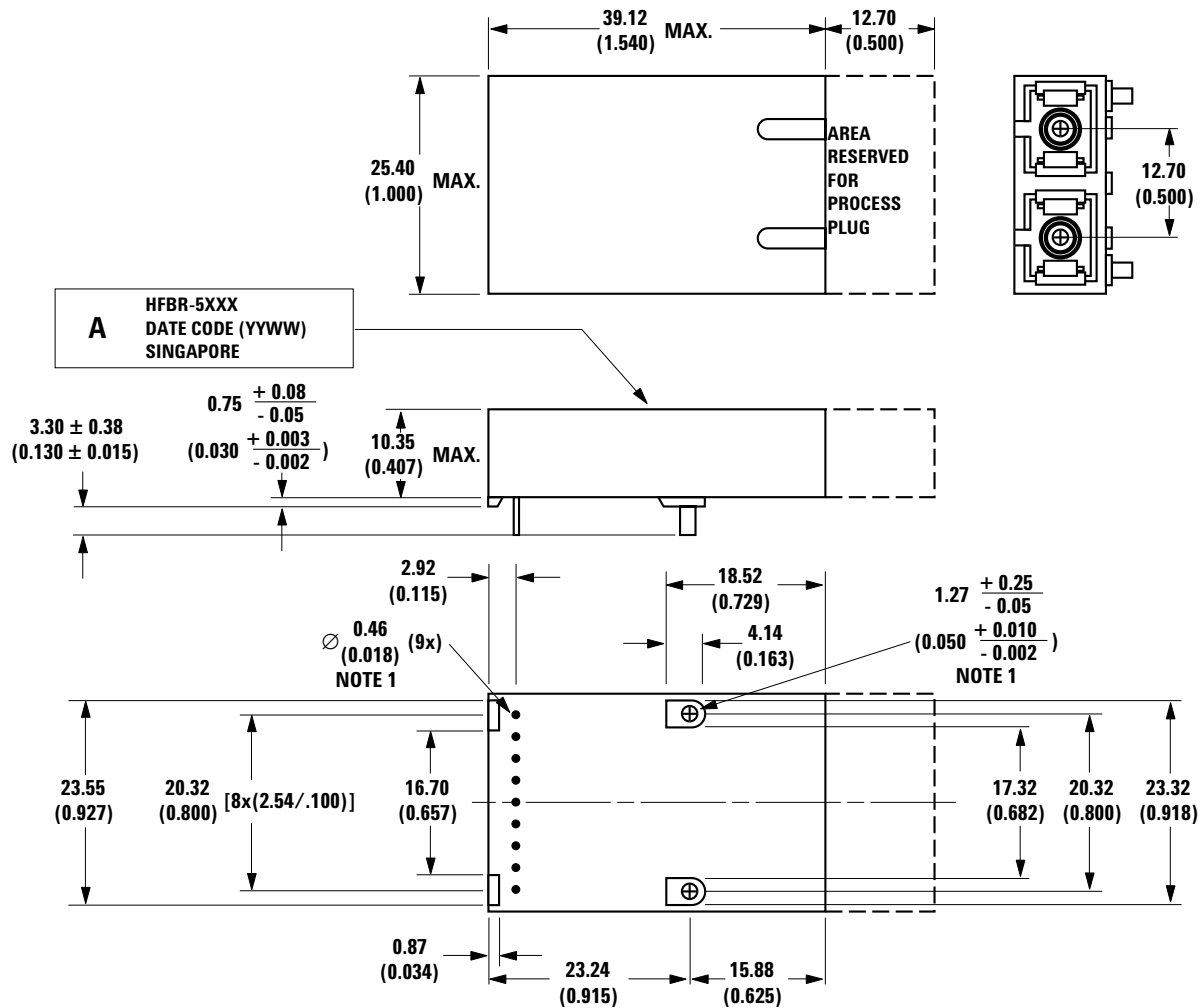 39.12
(1.540)
MAX.
12.70
(0.500)
25.40
(1.000)
MAX.
AREA
RESERVED
FOR
PROCESS
PLUG
12.70
(0.500)
A
HFBR-5XXX
DATE CODE (YYWW)
SINGAPORE
3.30 ± 0.38
(0.130 ± 0.015)
0.75 + 0.08
- 0.05
(0.030 + 0.003
- 0.002 )
10.35
(0.407)
MAX.
2.92
(0.115)
18.52
(0.729)
4.14
(0.163)
1.27 + 0.25
- 0.05
(0.050 + 0.010
- 0.002 )
NOTE 1
∅ 0.46
(0.018) (9x)
NOTE 1
23.55
(0.927)
20.32
(0.800)
[8x(2.54/.100)]
16.70
(0.657)
17.32
(0.682)
20.32
(0.800)
23.32
(0.918)
0.87
(0.034)
23.24
(0.915)
15.88
(0.625)